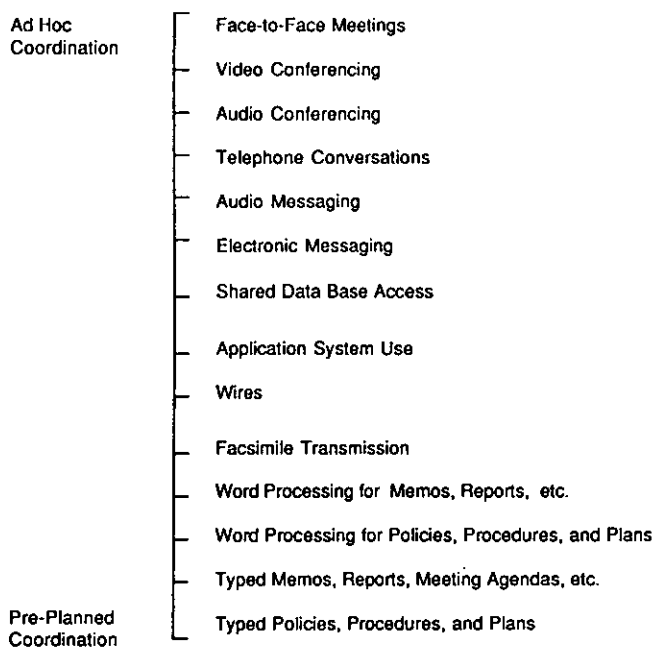 Ad Hoc
Coordination
Face-to-Face Meetings
Video Conferencing
Audio Conferencing
Telephone Conversations
Audio Messaging
Electronic Messaging
Shared Data Base Access
Application System Use
Wires
Facsimile Transmission
Word Processing for Memos, Reports, etc.
Word Processing for Policies, Procedures, and Plans
Typed Memos, Reports, Meeting Agendas, etc.
Pre-Planned
Coordination
Typed Policies, Procedures, and Plans